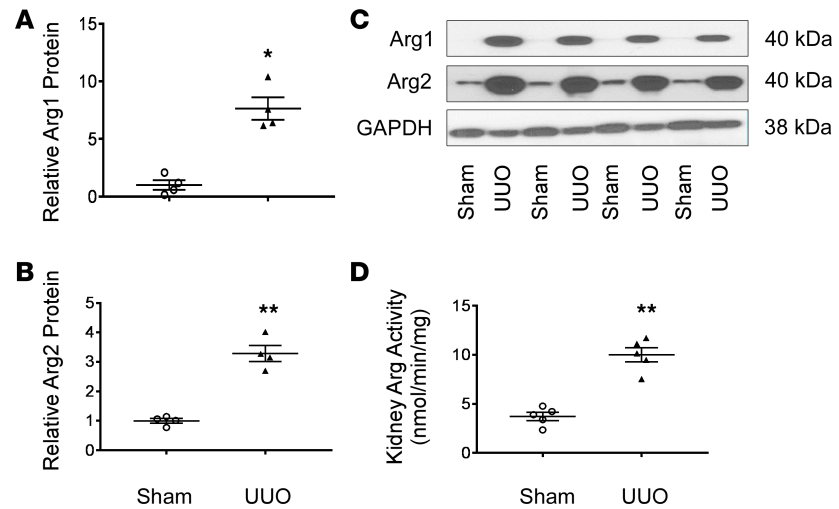 A
Relative Arg1 Protein
15
10
5
0
*
B
Relative Arg2 Protein
5
4
3
2
1
0
**
Sham UUO
C
Arg1 40 kDa
Arg2 40 kDa
GAPDH 38 kDa
Sham UUO Sham UUO Sham UUO Sham UUO
D
Kidney Arg Activity
(nmol/min/mg)
15
10
5
0
**
Sham UUO